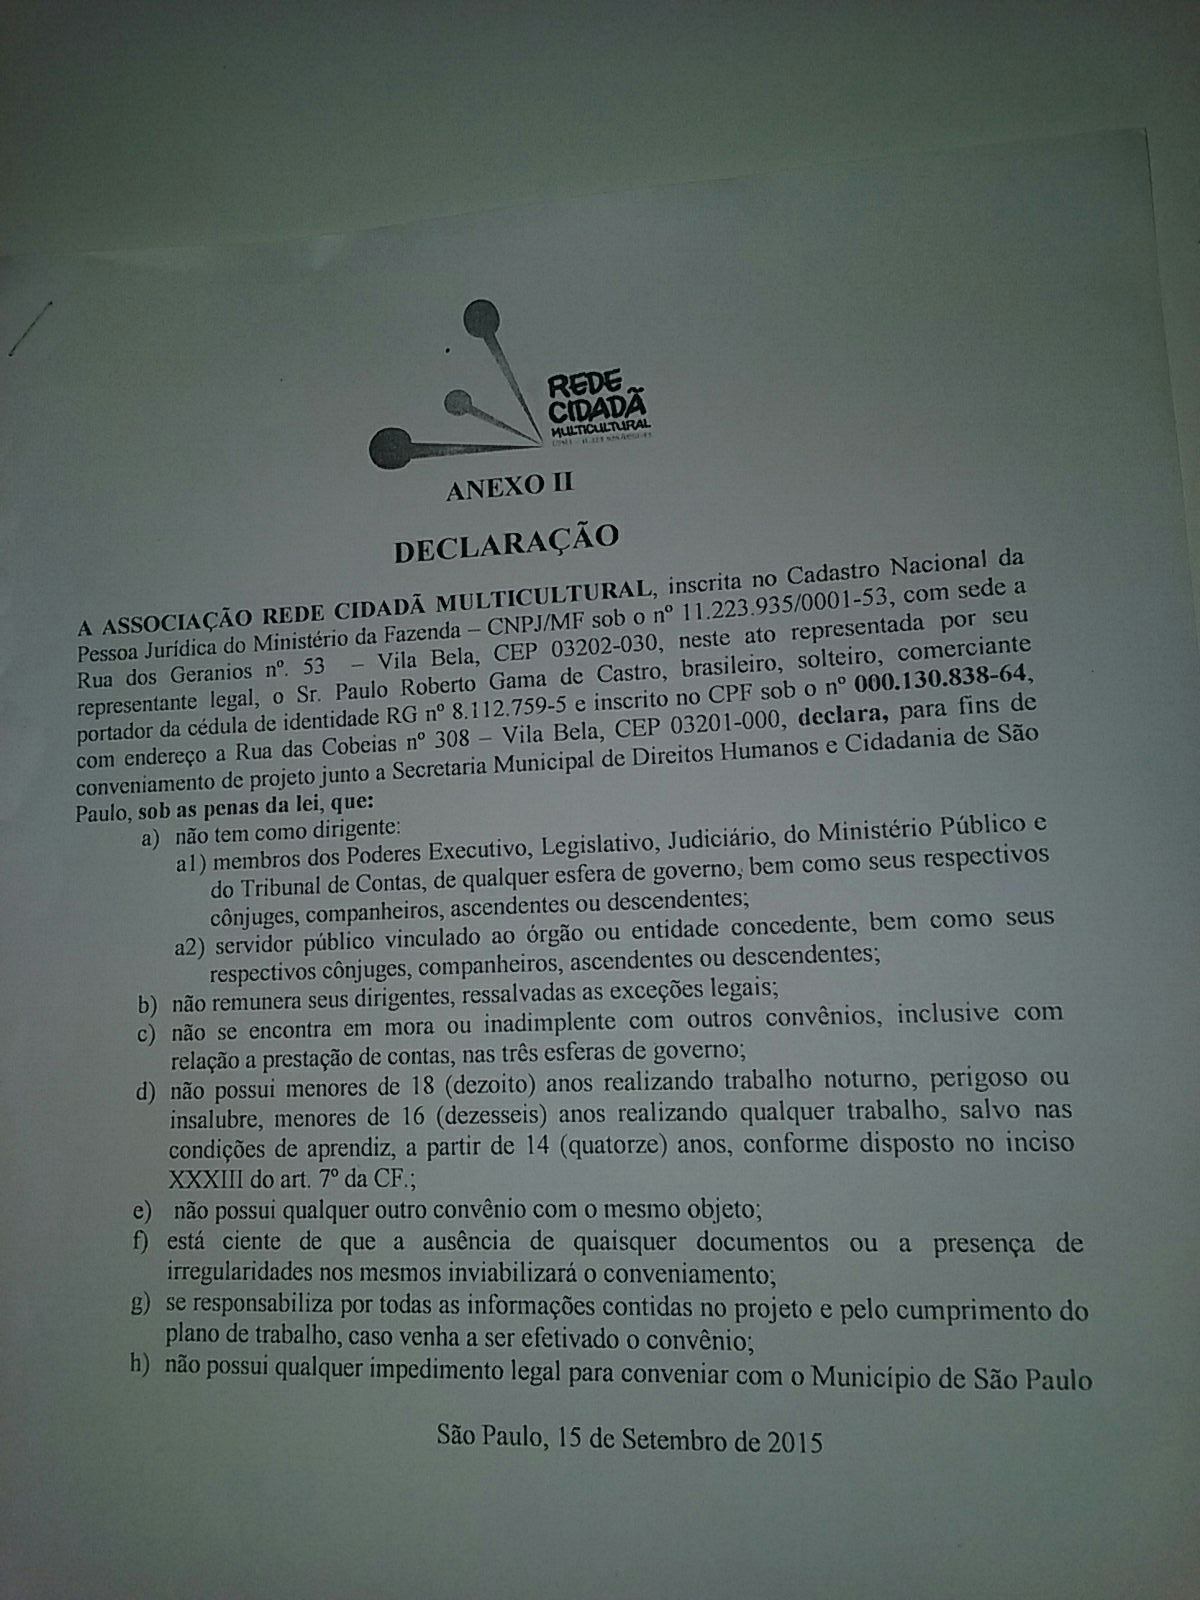 REDE
CIDADÃ
MULTICULTURAL
ANEXO II
DECLARAÇÃO
A ASSOCIAÇÃO REDE CIDADÃ MULTICULTURAL, inscrita no Cadastro Nacional da
Pessoa Jurídica do Ministério da Fazenda – CNPJ/MF sob o nº 11.223.935/0001-53, com sede a
Rua dos Geranios nº. 53 – Vila Bela, CEP 03202-030, neste ato representada por seu
representante legal, o Sr. Paulo Roberto Gama de Castro, brasileiro, solteiro, comerciante
portador da cédula de identidade RG nº 8.112.759-5 e inscrito no CPF sob o nº 000.130.838-64,
com endereço a Rua das Cobeias nº 308 – Vila Bela, CEP 03201-000, declara, para fins de
conveniamento de projeto junto a Secretaria Municipal de Direitos Humanos e Cidadania de São
Paulo, sob as penas da lei, que:
a) não tem como dirigente:
a1) membros dos Poderes Executivo, Legislativo, Judiciário, do Ministério Público e
do Tribunal de Contas, de qualquer esfera de governo, bem como seus respectivos
cônjuges, companheiros, ascendentes ou descendentes;
a2) servidor público vinculado ao órgão ou entidade concedente, bem como seus
respectivos cônjuges, companheiros, ascendentes ou descendentes;
b) não remunera seus dirigentes, ressalvadas as exceções legais;
c) não se encontra em mora ou inadimplente com outros convênios, inclusive com
relação a prestação de contas, nas três esferas de governo;
d) não possui menores de 18 (dezoito) anos realizando trabalho noturno, perigoso ou
insalubre, menores de 16 (dezesseis) anos realizando qualquer trabalho, salvo nas
condições de aprendiz, a partir de 14 (quatorze) anos, conforme disposto no inciso
XXXIII do art. 7º da CF.;
e) não possui qualquer outro convênio com o mesmo objeto;
f) está ciente de que a ausência de quaisquer documentos ou a presença de
irregularidades nos mesmos inviabilizará o conveniamento;
g) se responsabiliza por todas as informações contidas no projeto e pelo cumprimento do
plano de trabalho, caso venha a ser efetivado o convênio;
h) não possui qualquer impedimento legal para conveniar com o Município de São Paulo
São Paulo, 15 de Setembro de 2015